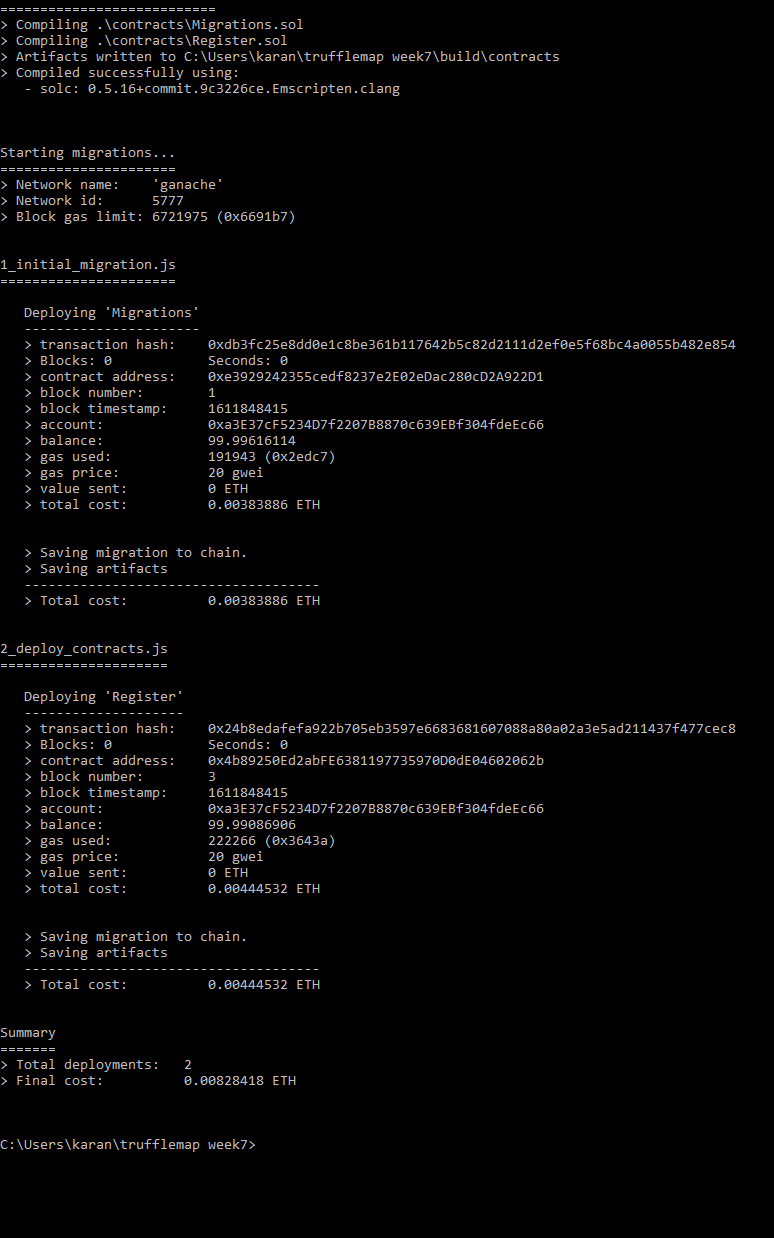 ===========================
> Compiling .\contracts\Migrations.sol
> Compiling .\contracts\Register.sol
> Artifacts written to C:\Users\karan\trufflemap week7\build\contracts
> Compiled successfully using:
   - solc: 0.5.16+commit.9c3226ce.Emscripten.clang
Starting migrations...
======================
> Network name:    'ganache'
> Network id:      5777
> Block gas limit: 6721975 (0x6691b7)
1_initial_migration.js
======================
   Deploying 'Migrations'
   ----------------------
   > transaction hash:    0xdb3fc25e8dd0e1c8be361b117642b5c82d2111d2ef0e5f68bc4a0055b482e854
   > Blocks: 0            Seconds: 0
   > contract address:    0xe3929242355cedf8237e2E02eDac280cD2A922D1
   > block number:        1
   > block timestamp:     1611848415
   > account:             0xa3E37cF5234D7f2207B8870c639EBf304fdeEc66
   > balance:             99.99616114
   > gas used:            191943 (0x2edc7)
   > gas price:           20 gwei
   > value sent:          0 ETH
   > total cost:          0.00383886 ETH
   > Saving migration to chain.
   > Saving artifacts
   -------------------------------------
   > Total cost:          0.00383886 ETH
2_deploy_contracts.js
=====================
   Deploying 'Register'
   --------------------
   > transaction hash:    0x24b8edafefa922b705eb3597e6683681607088a80a02a3e5ad211437f477cec8
   > Blocks: 0            Seconds: 0
   > contract address:    0x4b89250Ed2abFE6381197735970D0dE04602062b
   > block number:        3
   > block timestamp:     1611848415
   > account:             0xa3E37cF5234D7f2207B8870c639EBf304fdeEc66
   > balance:             99.99086906
   > gas used:            222266 (0x3643a)
   > gas price:           20 gwei
   > value sent:          0 ETH
   > total cost:          0.00444532 ETH
   > Saving migration to chain.
   > Saving artifacts
   -------------------------------------
   > Total cost:          0.00444532 ETH
Summary
=======
> Total deployments:   2
> Final cost:          0.00828418 ETH
C:\Users\karan\trufflemap week7>